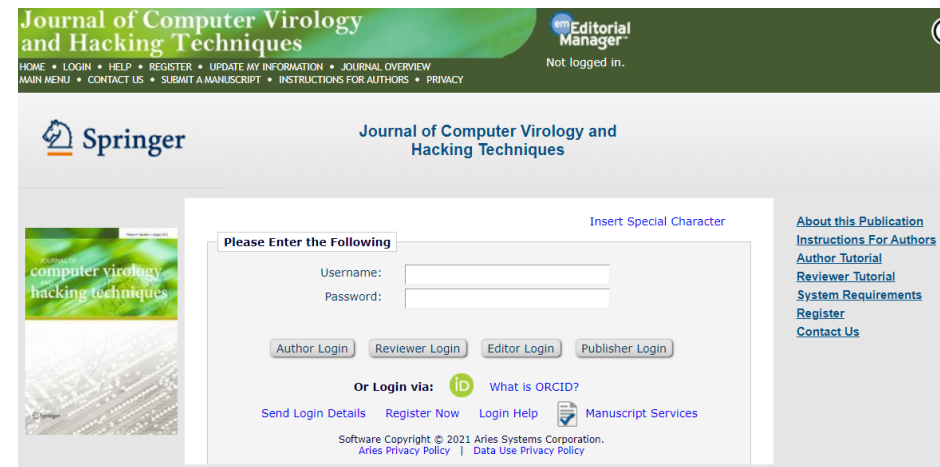 Journal of Computer Virology
and Hacking Techniques
em Editorial
Manager™
Not logged in.
HOME • LOGIN • HELP • REGISTER • UPDATE MY INFORMATION • JOURNAL OVERVIEW
MAIN MENU • CONTACT US • SUBMIT A MANUSCRIPT • INSTRUCTIONS FOR AUTHORS • PRIVACY
Springer
Journal of Computer Virology and
Hacking Techniques
JOURNAL OF
computer virology
hacking techniques
Springer
Insert Special Character
Please Enter the Following
Username:
Password:
Author Login
Reviewer Login
Editor Login
Publisher Login
Or Login via: iD What is ORCID?
Send Login Details Register Now Login Help Manuscript Services
Software Copyright © 2021 Aries Systems Corporation.
Aries Privacy Policy | Data Use Privacy Policy
About this Publication
Instructions For Authors
Author Tutorial
Reviewer Tutorial
System Requirements
Register
Contact Us